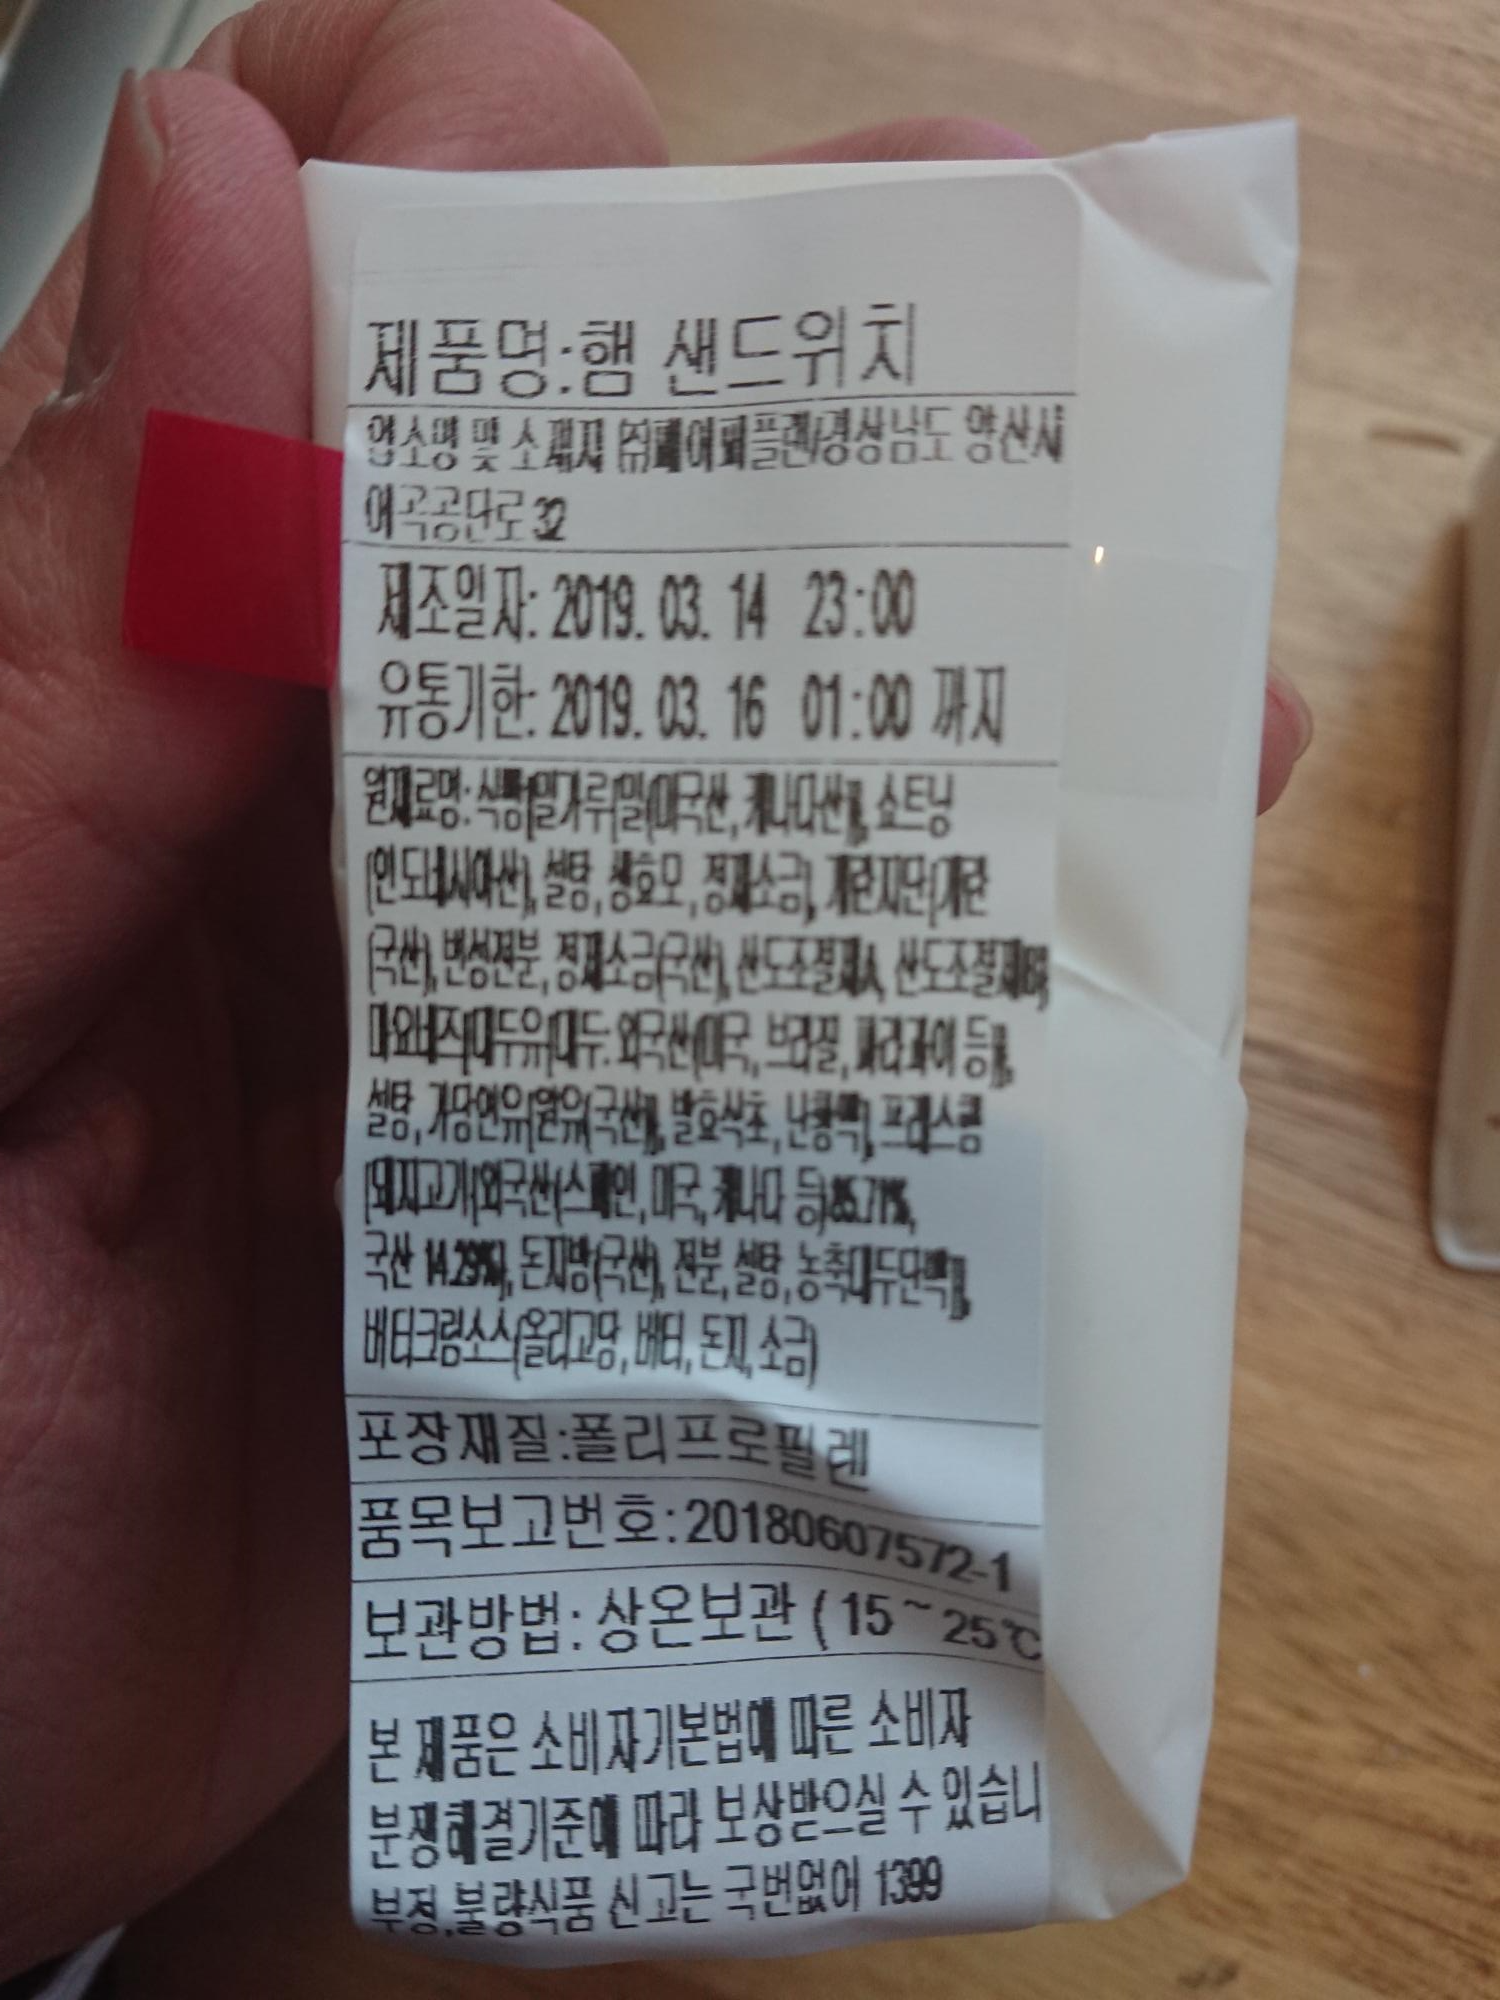 제품명:햄 샌드위치
업소명 및 소재지 ㈜페어퍼플렌/경상남도 양산시
어곡공단로 32
제조일자: 2019. 03. 14 23:00
유통기한: 2019. 03. 16 01:00 까지
원재료명: 식빵[밀가루{밀(미국산, 캐나다산)}, 쇼트닝
(인도네시아산), 설탕, 생효모, 정제소금], 계란지단[계란
(국산), 변성전분, 정제소금(국산), 산도조절제A, 산도조절제B],
마요네즈[대두유{대두: 외국산(미국, 브라질, 파라과이 등)},
설탕, 가당연유{원유(국산)}, 발효식초, 난황액], 프레스햄
[돼지고기{외국산(스페인, 미국, 캐나다 등)85.71%,
국산 14.29%}, 돈지방(국산), 전분, 설탕, 농축대두단백],
버터크림소스(올리고당, 버터, 돈지, 소금)
포장재질:폴리프로필렌
품목보고번호:20180607572-1
보관방법: 상온보관 ( 15 ~ 25℃
본 제품은 소비자기본법에 따른 소비자
분쟁해결기준에 따라 보상받으실 수 있습니
부정,불량식품 신고는 국번없이 1399